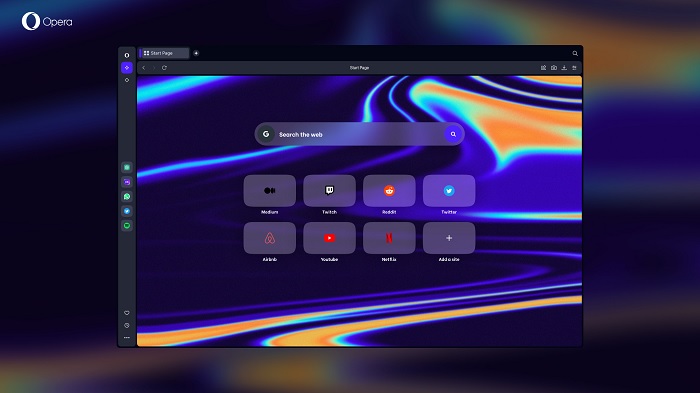 Opera
Start Page
Start Page
Search the web
Medium Twitch Reddit Twitter
Airbnb Youtube Netflix Add a site